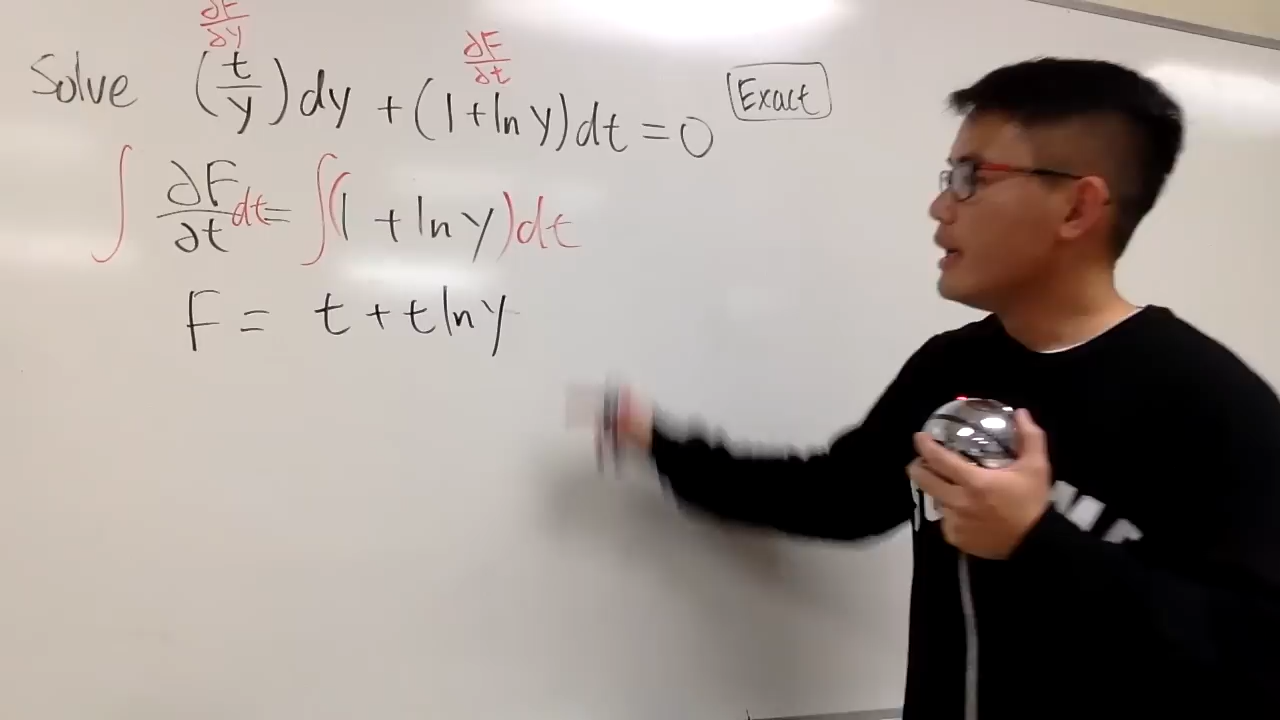 ∂F/∂y ∂F/∂t
Solve (t/y)dy + (1+ln y)dt = 0 Exact
∫ ∂F/∂t dt = ∫(1 + ln y)dt
F = t + t ln y